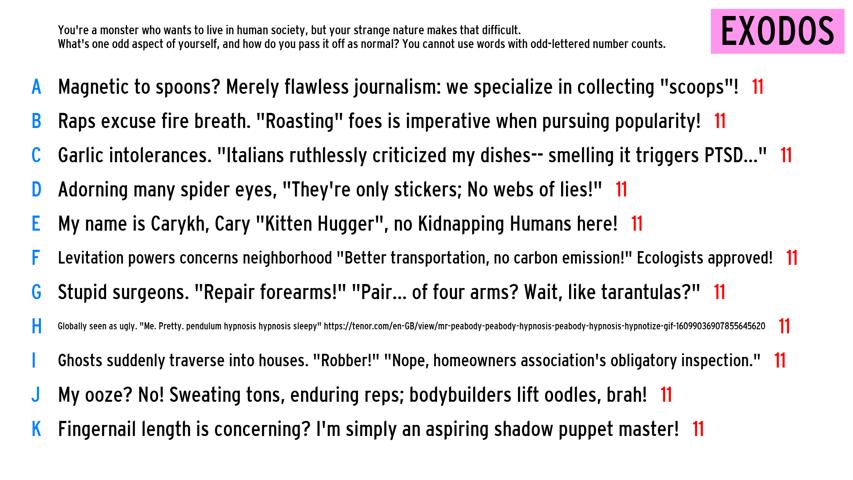 You're a monster who wants to live in human society, but your strange nature makes that difficult.
What's one odd aspect of yourself, and how do you pass it off as normal? You cannot use words with odd-lettered number counts.
EXODOS
A Magnetic to spoons? Merely flawless journalism: we specialize in collecting "scoops"! 11
B Raps excuse fire breath. "Roasting" foes is imperative when pursuing popularity! 11
C Garlic intolerances. "Italians ruthlessly criticized my dishes-- smelling it triggers PTSD..." 11
D Adorning many spider eyes, "They're only stickers; No webs of lies!" 11
E My name is Carykh, Cary "Kitten Hugger", no Kidnapping Humans here! 11
F Levitation powers concerns neighborhood "Better transportation, no carbon emission!" Ecologists approved! 11
G Stupid surgeons. "Repair forearms!" "Pair... of four arms? Wait, like tarantulas?" 11
H Globally seen as ugly. "Me. Pretty. pendulum hypnosis hypnosis sleepy" https://tenor.com/en-GB/view/mr-peabody-peabody-hypnosis-peabody-hypnosis-hypnotize-gif-16099036907855645620 11
I Ghosts suddenly traverse into houses. "Robber!" "Nope, homeowners association's obligatory inspection." 11
J My ooze? No! Sweating tons, enduring reps; bodybuilders lift oodles, brah! 11
K Fingernail length is concerning? I'm simply an aspiring shadow puppet master! 11